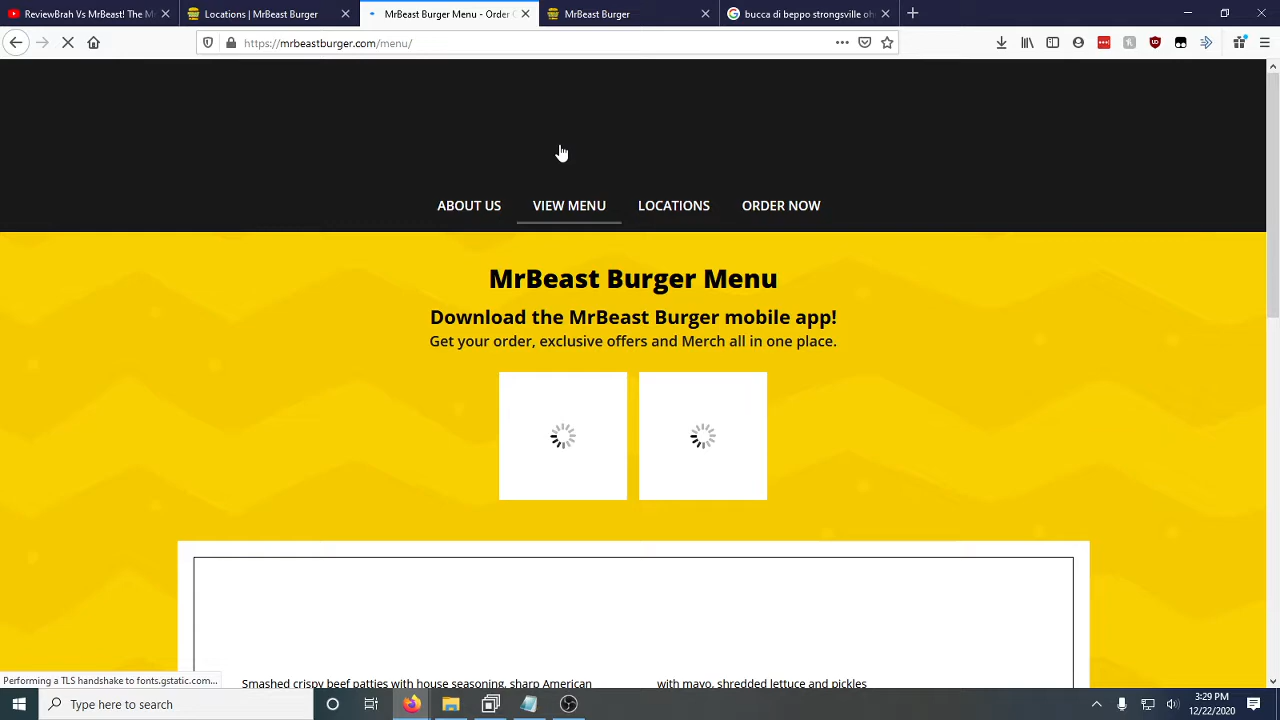 ReviewBrah Vs MrBeast! The M
Locations | MrBeast Burger
MrBeast Burger Menu - Order
MrBeast Burger
bucca di beppo strongsville oh
https://mrbeastburger.com/menu/
ABOUT US
VIEW MENU
LOCATIONS
ORDER NOW
MrBeast Burger Menu
Download the MrBeast Burger mobile app!
Get your order, exclusive offers and Merch all in one place.
Smashed crispy beef patties with house seasoning, sharp American
with mayo, shredded lettuce and pickles
Performing a TLS handshake to fonts.gstatic.com...
Type here to search
3:29 PM
12/22/2020